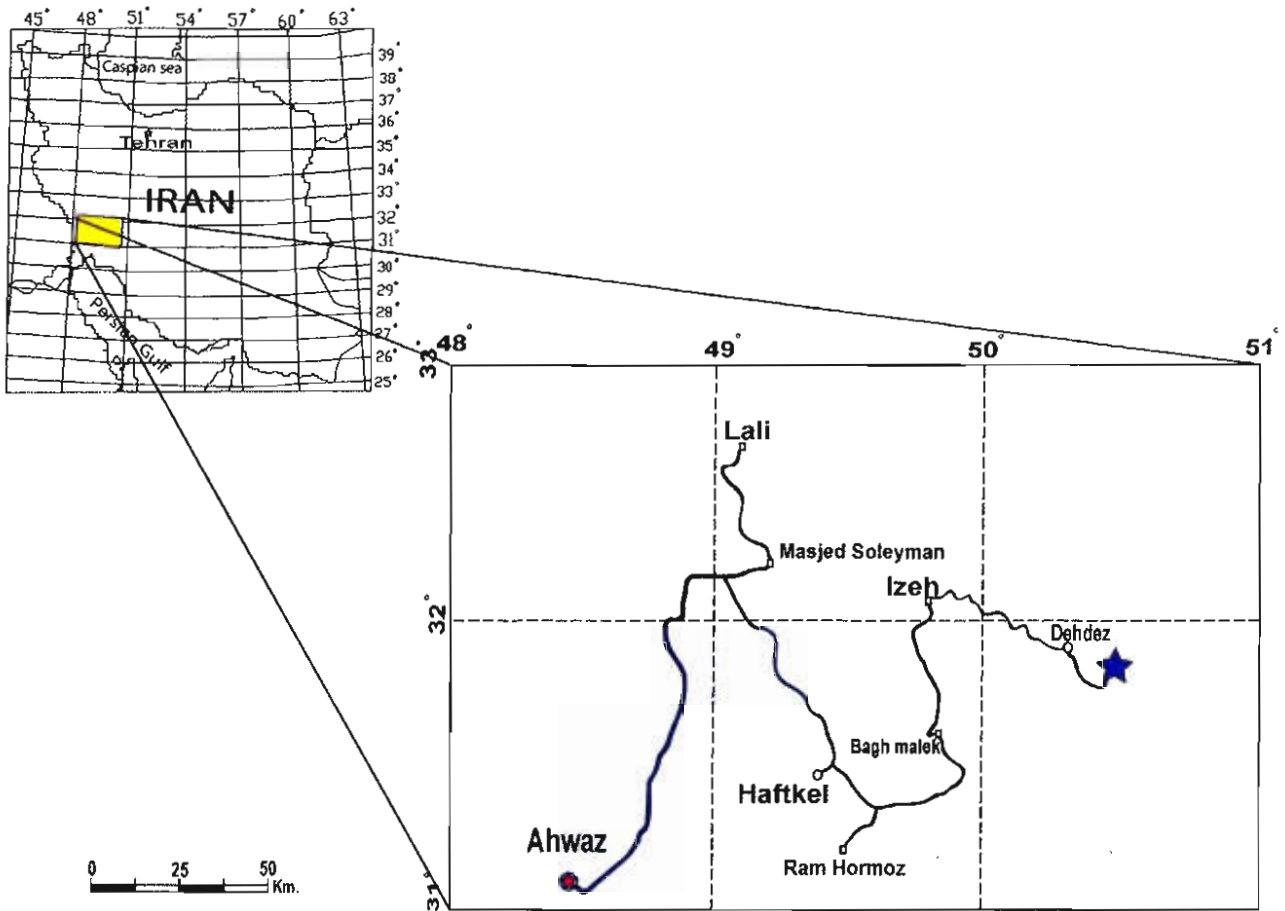 45° 48° 51° 54° 57° 60° 63°
39°
Caspian sea
38°
37°
36°
Tehran
35°
34°
33°
IRAN
32°
31°
30°
29°
28°
27°
26°
25°
Persian Gulf
48° 49° 50° 51°
33°
Lali
Masjed Soleyman
Izeh
32°
Dehdez
Bagh malek
Haftkel
Ahwaz
Ram Hormoz
31°
0 25 50
Km.